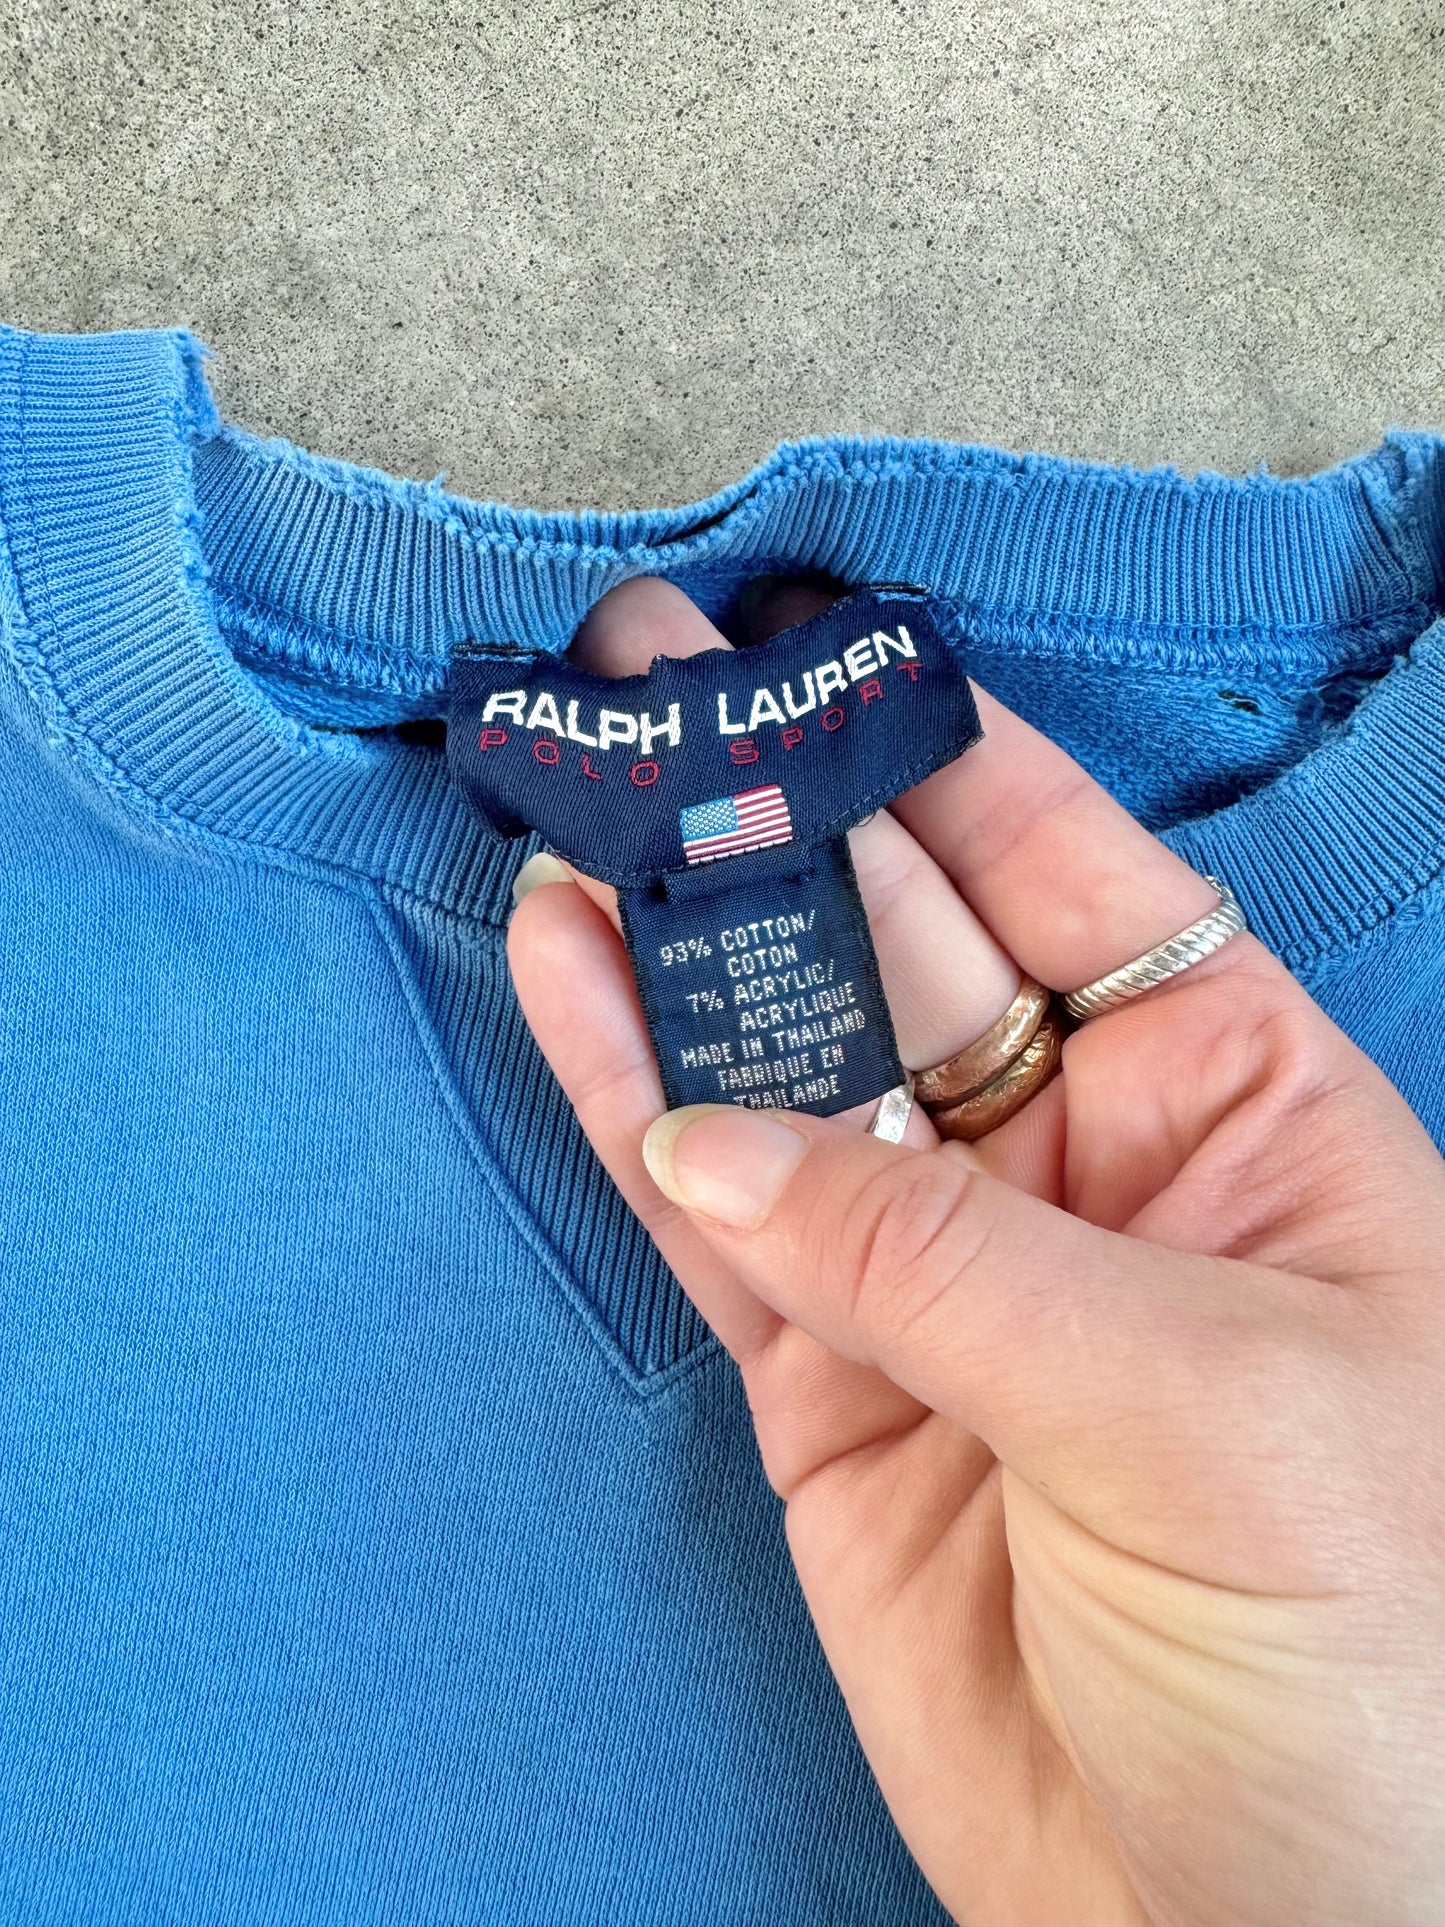 RALPH LAUREN
POLO SPORT
93% COTTON/
COTON
7% ACRYLIC/
ACRYLIQUE
MADE IN THAILAND
FABRIQUE EN
THAILANDE